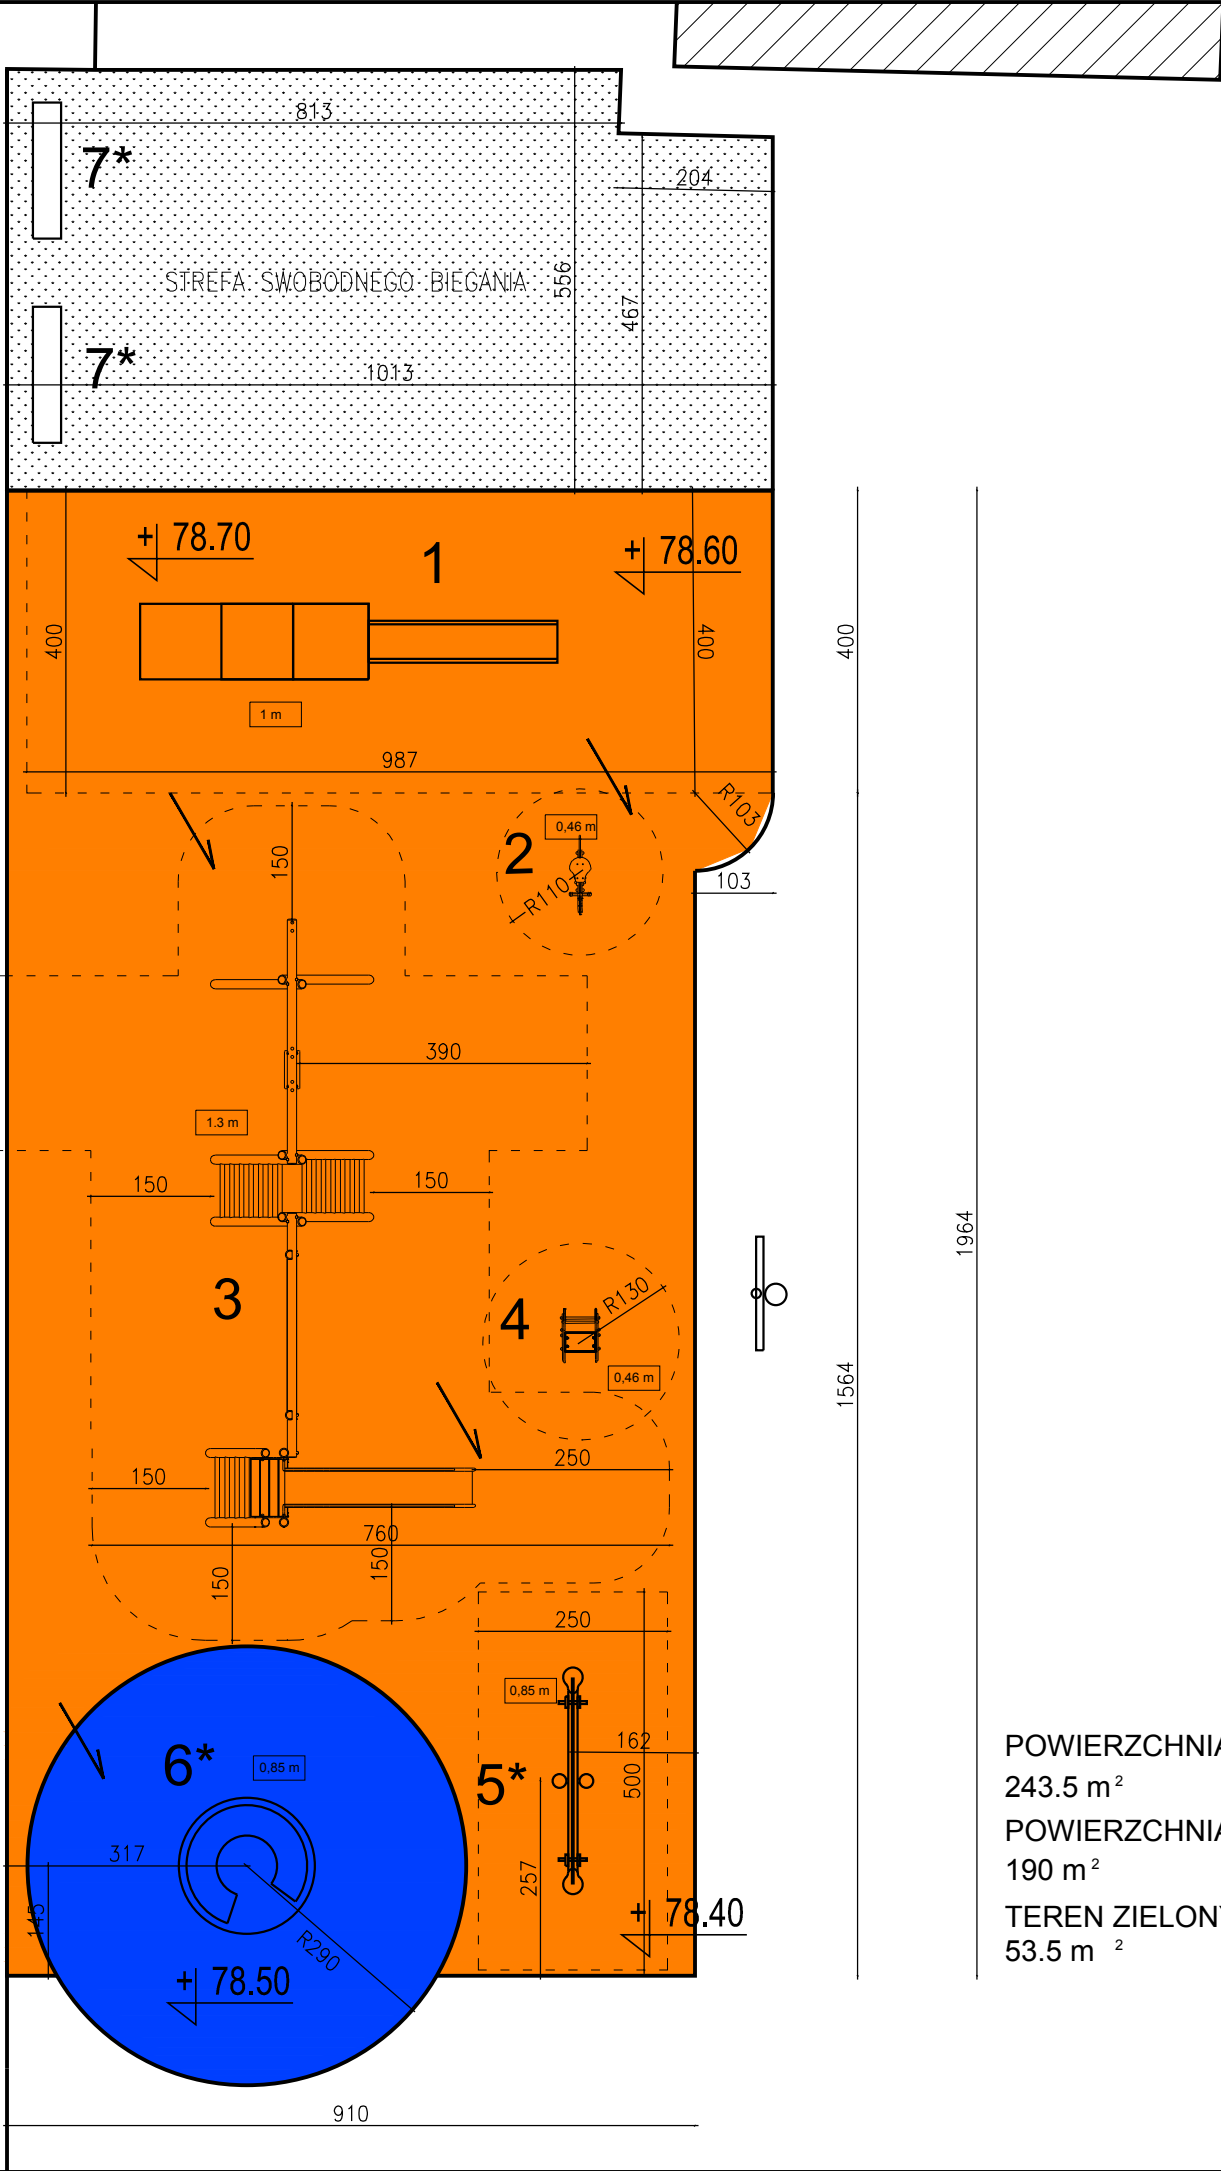 813
7*
204
STREFA SWOBODNEGO BIEGANIA
556
467
7*
1013
+ 78.70
1
+ 78.60
400
400
400
1 m
987
R103
2
0,46 m
150
R110
103
390
1.3 m
150
150
1964
3
4
R130
0,46 m
1564
150
250
760
150
150
250
0,85 m
162
6*
0,85 m
5*
500
POWIERZCHNIA
243.5 m²
POWIERZCHNIA
190 m²
317
257
145
+ 78.40
TEREN ZIELONY
53.5 m ²
R290
+ 78.50
910